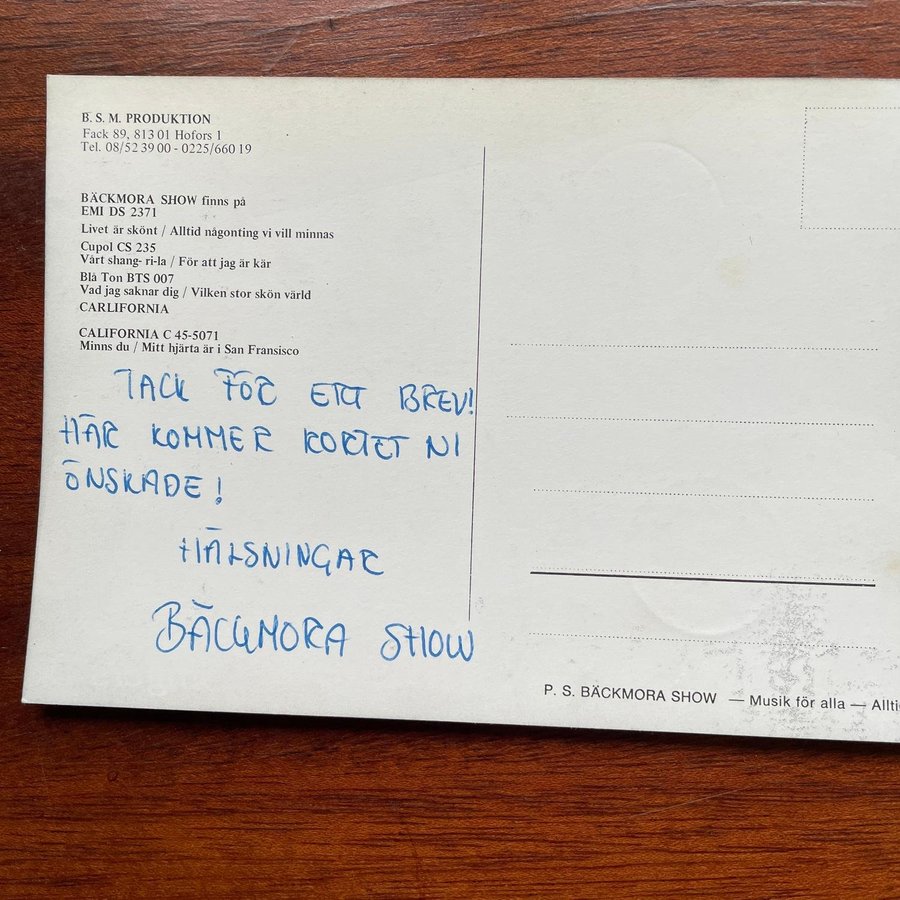 B. S. M. PRODUKTION
Fack 89, 813 01 Hofors 1
Tel. 08/52 39 00 - 0225/660 19
BÄCKMORA SHOW finns på
EMI DS 2371
Livet är skönt / Alltid någonting vi vill minnas
Cupol CS 235
Vårt shang- ri-la / För att jag är kär
Blå Ton BTS 007
Vad jag saknar dig / Vilken stor skön värld
CARLIFORNIA
CALIFORNIA C 45-5071
Minns du / Mitt hjärta är i San Fransisco
TACK FÖR ERT BREV!
HÄR KOMMER KORTET NI
ÖNSKADE!
HÄLSNINGAR
BÄCKMORA SHOW
P. S. BÄCKMORA SHOW — Musik för alla — Allti